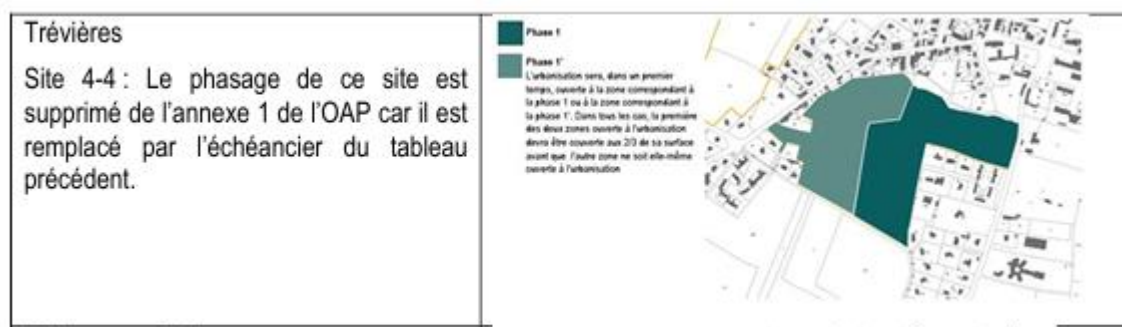 Trévières
Site 4-4 : Le phasage de ce site est
supprimé de l'annexe 1 de l'OAP car il est
remplacé par l'échéancier du tableau
précédent.
Phase 1
Phase 1'
L'urbanisation sera, dans un premier
temps, ouverte à la zone correspondant à
la phase 1 ou à la zone correspondant à
la phase 1'. Dans tous les cas, la première
des deux zones ouverte à l'urbanisation
devra être couverte aux 2/3 de sa surface
avant que l'autre zone ne soit elle-même
ouverte à l'urbanisation